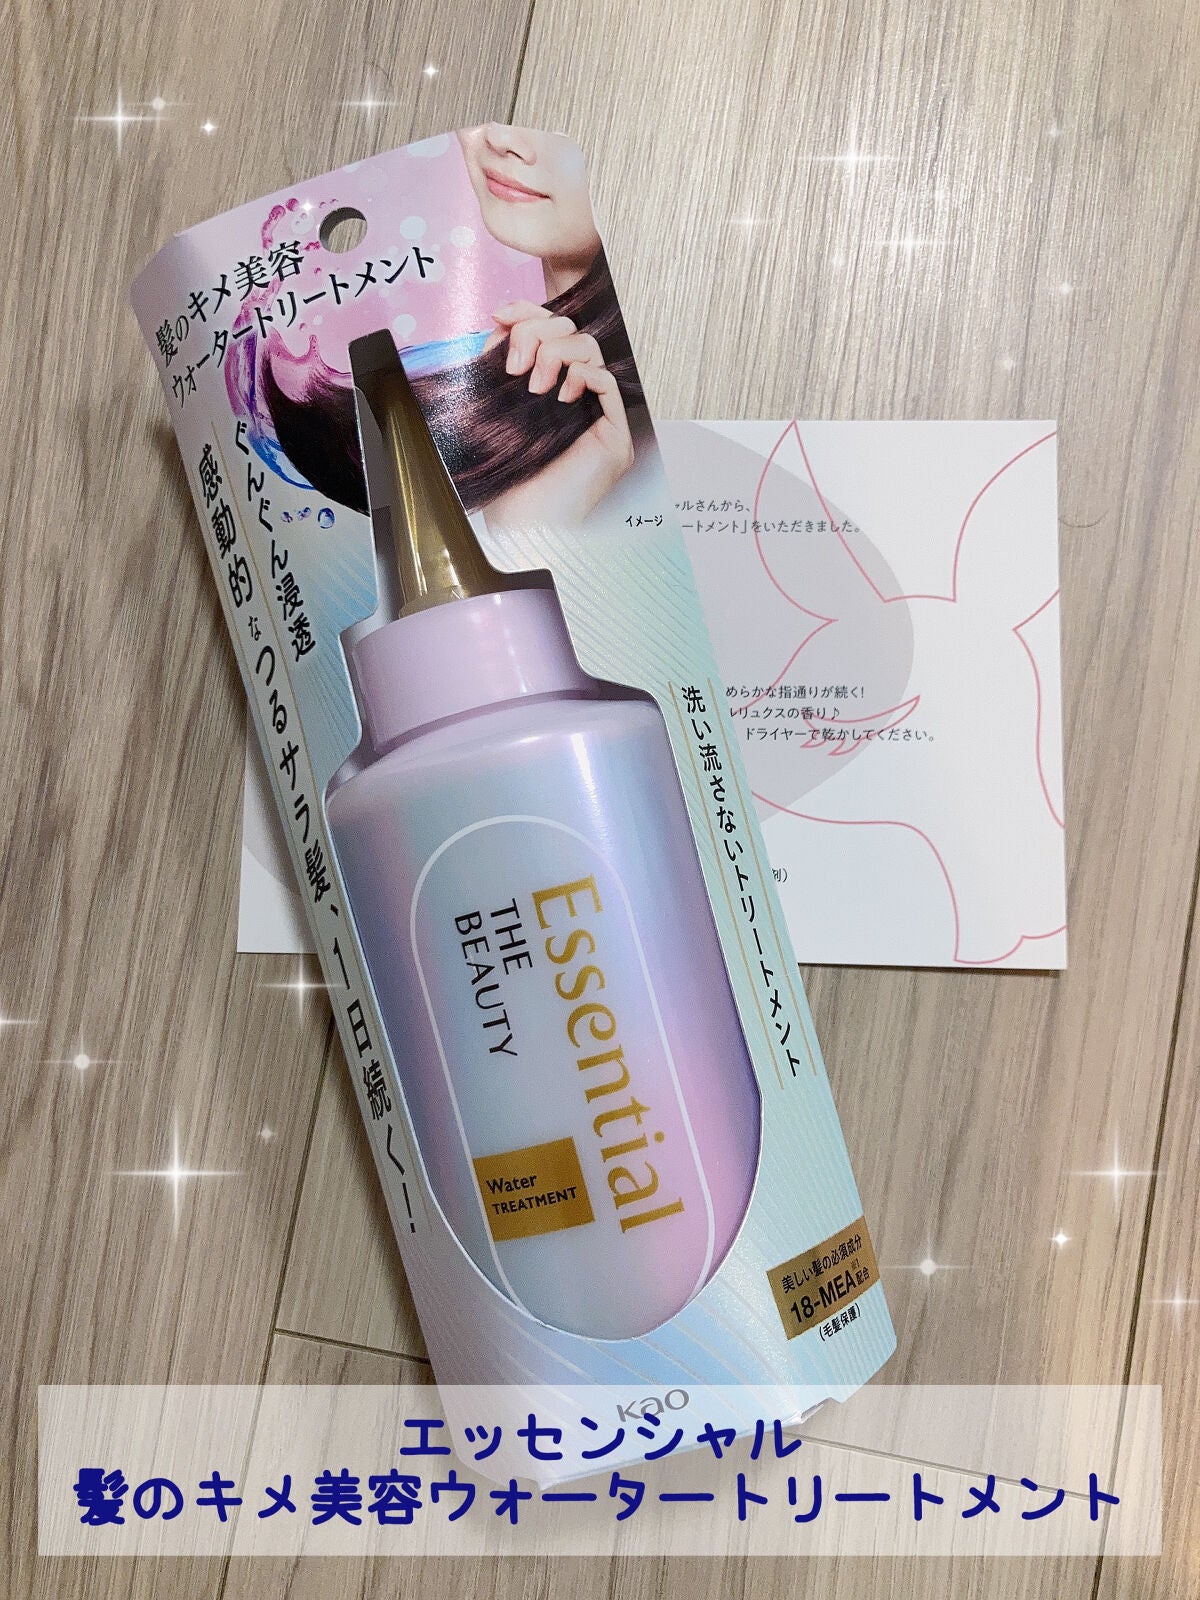 髪のキメ美容
ウォータートリートメント
ぐんぐん浸透
感動的なつるサラ髪、1日続く!
イメージ
洗い流さないトリートメント
Essential
THE
BEAUTY
Water
TREATMENT
美しい髪の必須成分
18-MEA※1配合
(毛髪保護)
Kao
ャルさんから、
ートメント」をいただきました。
めらかな指通りが続く!
レリュクスの香り♪
ドライヤーで乾かしてください。
剤)
エッセンシャル
髪のキメ美容ウォータートリートメント